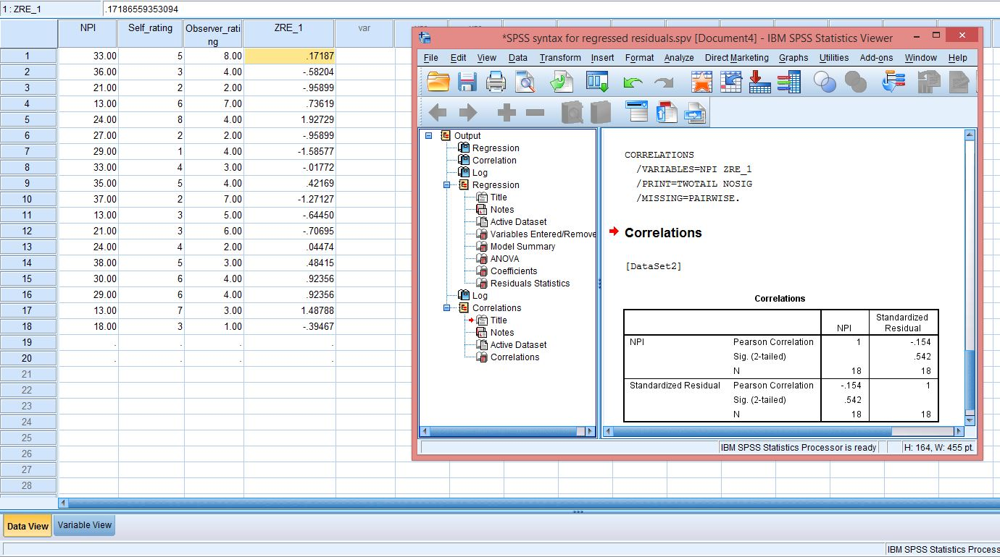 1 : ZRE_1 .17186559353094
NPI Self_rating Observer_rati ng ZRE_1 var
1 33.00 5 8.00 .17187
2 36.00 3 4.00 -.58204
3 21.00 2 2.00 -.95899
4 13.00 6 7.00 .73619
5 24.00 8 4.00 1.92729
6 27.00 2 2.00 -.95899
7 29.00 1 4.00 -1.58577
8 33.00 4 3.00 -.01772
9 35.00 5 4.00 .42169
10 37.00 2 7.00 -1.27127
11 13.00 3 5.00 -.64450
12 21.00 3 6.00 -.70695
13 24.00 4 2.00 .04474
14 38.00 5 3.00 .48415
15 30.00 6 4.00 .92356
16 29.00 6 4.00 .92356
17 13.00 7 3.00 1.48788
18 18.00 3 1.00 -.39467
19 . . . .
20 . . . .
21
22
23
24
25
26
27
28
Data View Variable View
IBM SPSS Statistics Process
*SPSS syntax for regressed residuals.spv [Document4] - IBM SPSS Statistics Viewer
File Edit View Data Transform Insert Format Analyze Direct Marketing Graphs Utilities Add-ons Window Help
Output
Regression
Correlation
Log
Regression
Title
Notes
Active Dataset
Variables Entered/Remove
Model Summary
ANOVA
Coefficients
Residuals Statistics
Log
Correlations
Title
Notes
Active Dataset
Correlations
CORRELATIONS
/VARIABLES=NPI ZRE_1
/PRINT=TWOTAIL NOSIG
/MISSING=PAIRWISE.
Correlations
[DataSet2]
Correlations
NPI Standardized Residual
NPI Pearson Correlation 1 -.154
Sig. (2-tailed) .542
N 18 18
Standardized Residual Pearson Correlation -.154 1
Sig. (2-tailed) .542
N 18 18
IBM SPSS Statistics Processor is ready H: 164, W: 455 pt.